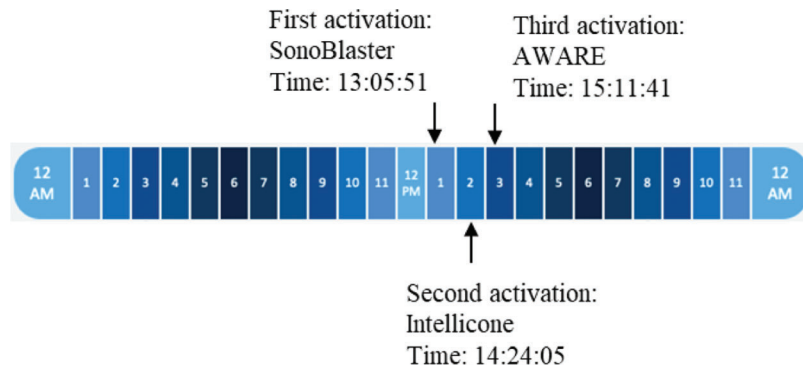 First activation:
SonoBlaster
Time: 13:05:51
Third activation:
AWARE
Time: 15:11:41
12 AM 1 2 3 4 5 6 7 8 9 10 11 12 PM 1 2 3 4 5 6 7 8 9 10 11 12 AM
Second activation:
Intellicone
Time: 14:24:05